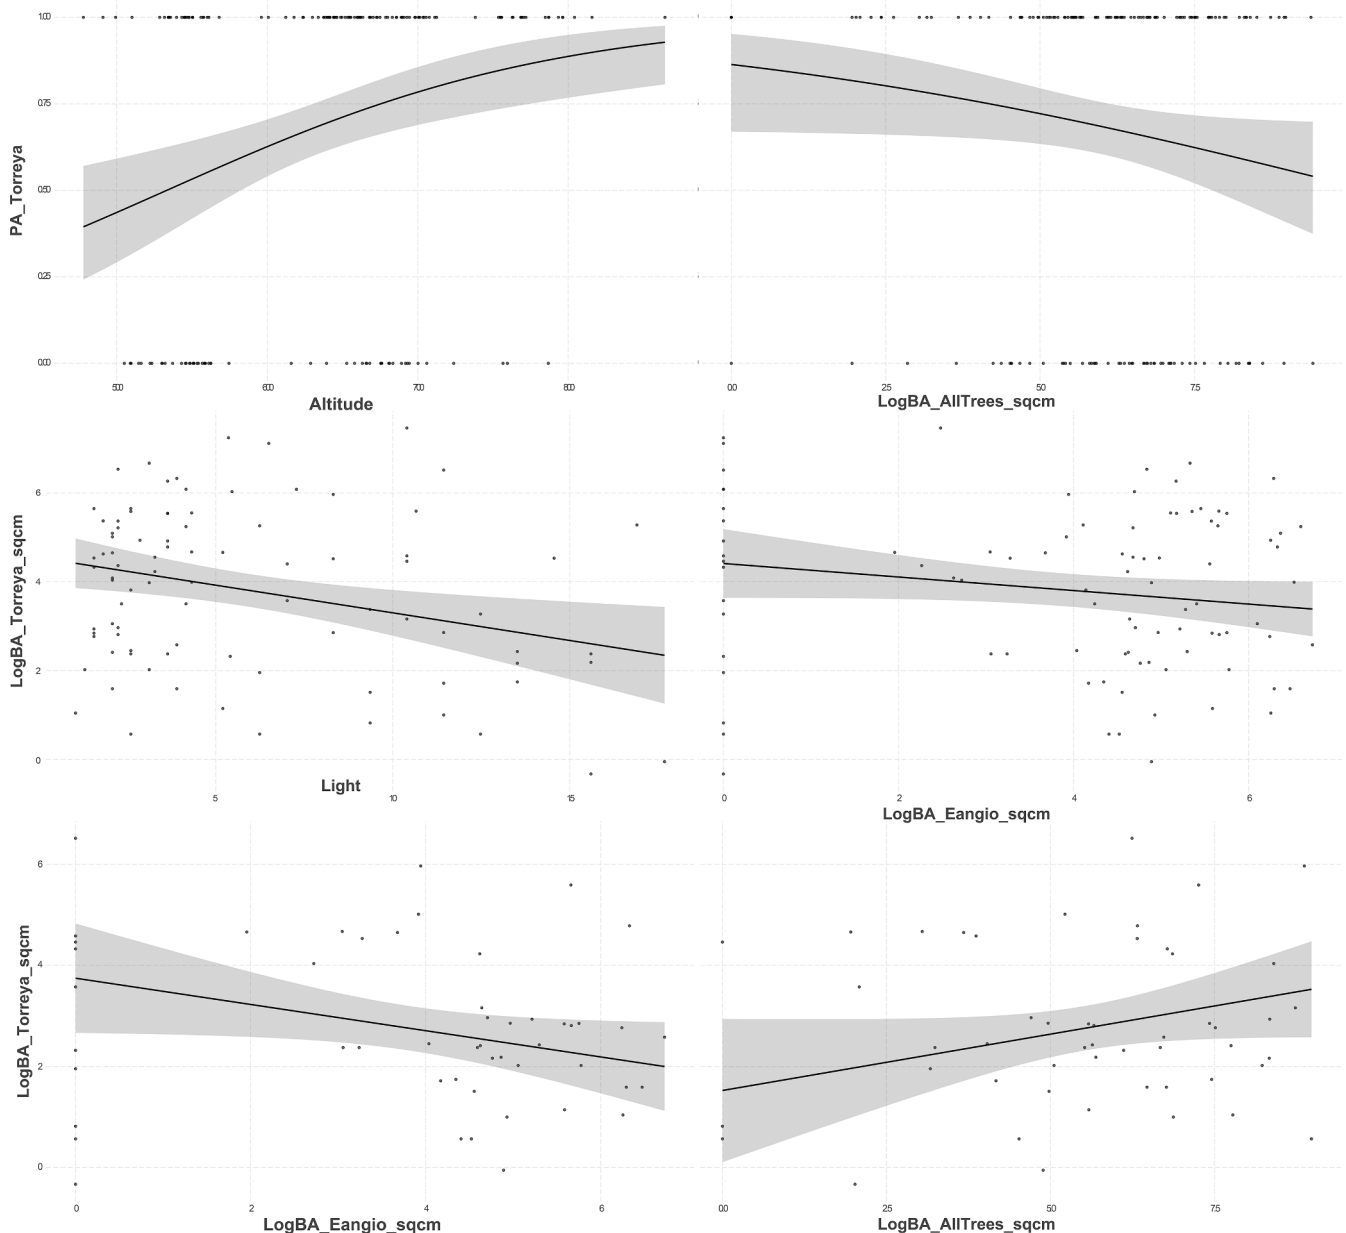 1.00
0.75
PA_Torreya
0.50
0.25
0.00
500 600 700 800
0.0 2.5 5.0 7.5
Altitude
LogBA_AllTrees_sqcm
6
4
LogBA_Torreya_sqcm
2
0
5 10 15
0 2 4 6
Light
LogBA_Eangio_sqcm
6
4
LogBA_Torreya_sqcm
2
0
0 2 4 6
0.0 2.5 5.0 7.5
LogBA_Eangio_sqcm
LogBA_AllTrees_sqcm